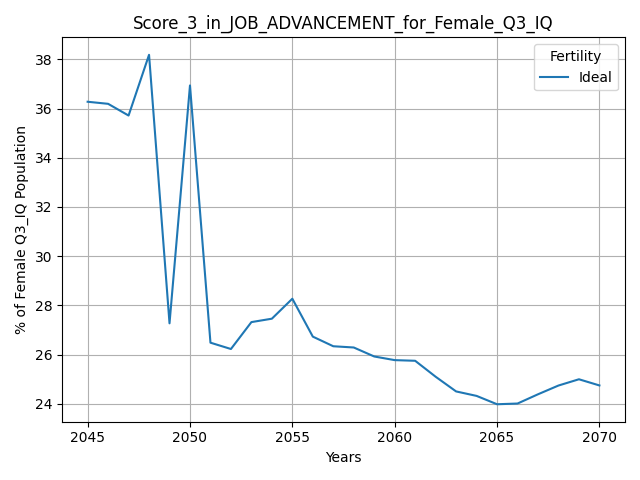 Score_3_in_JOB_ADVANCEMENT_for_Female_Q3_IQ
Fertility
Ideal
% of Female Q3_IQ Population
38
36
34
32
30
28
26
24
2045 2050 2055 2060 2065 2070
Years